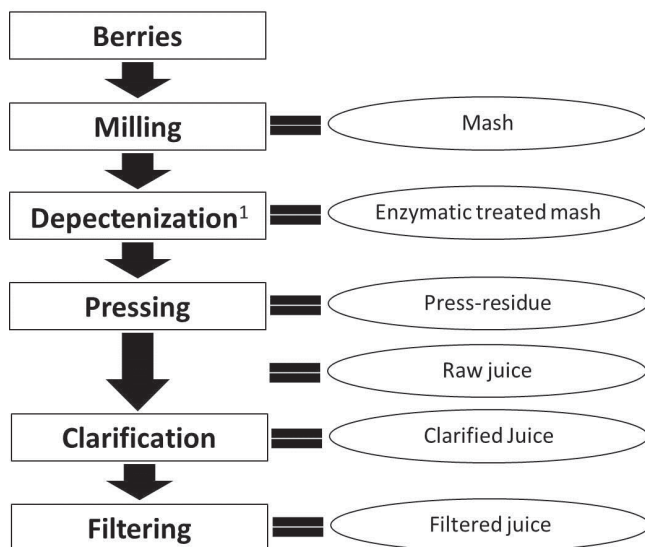 Berries
Milling
Mash
Depectenization¹
Enzymatic treated mash
Pressing
Press-residue
Raw juice
Clarification
Clarified Juice
Filtering
Filtered juice